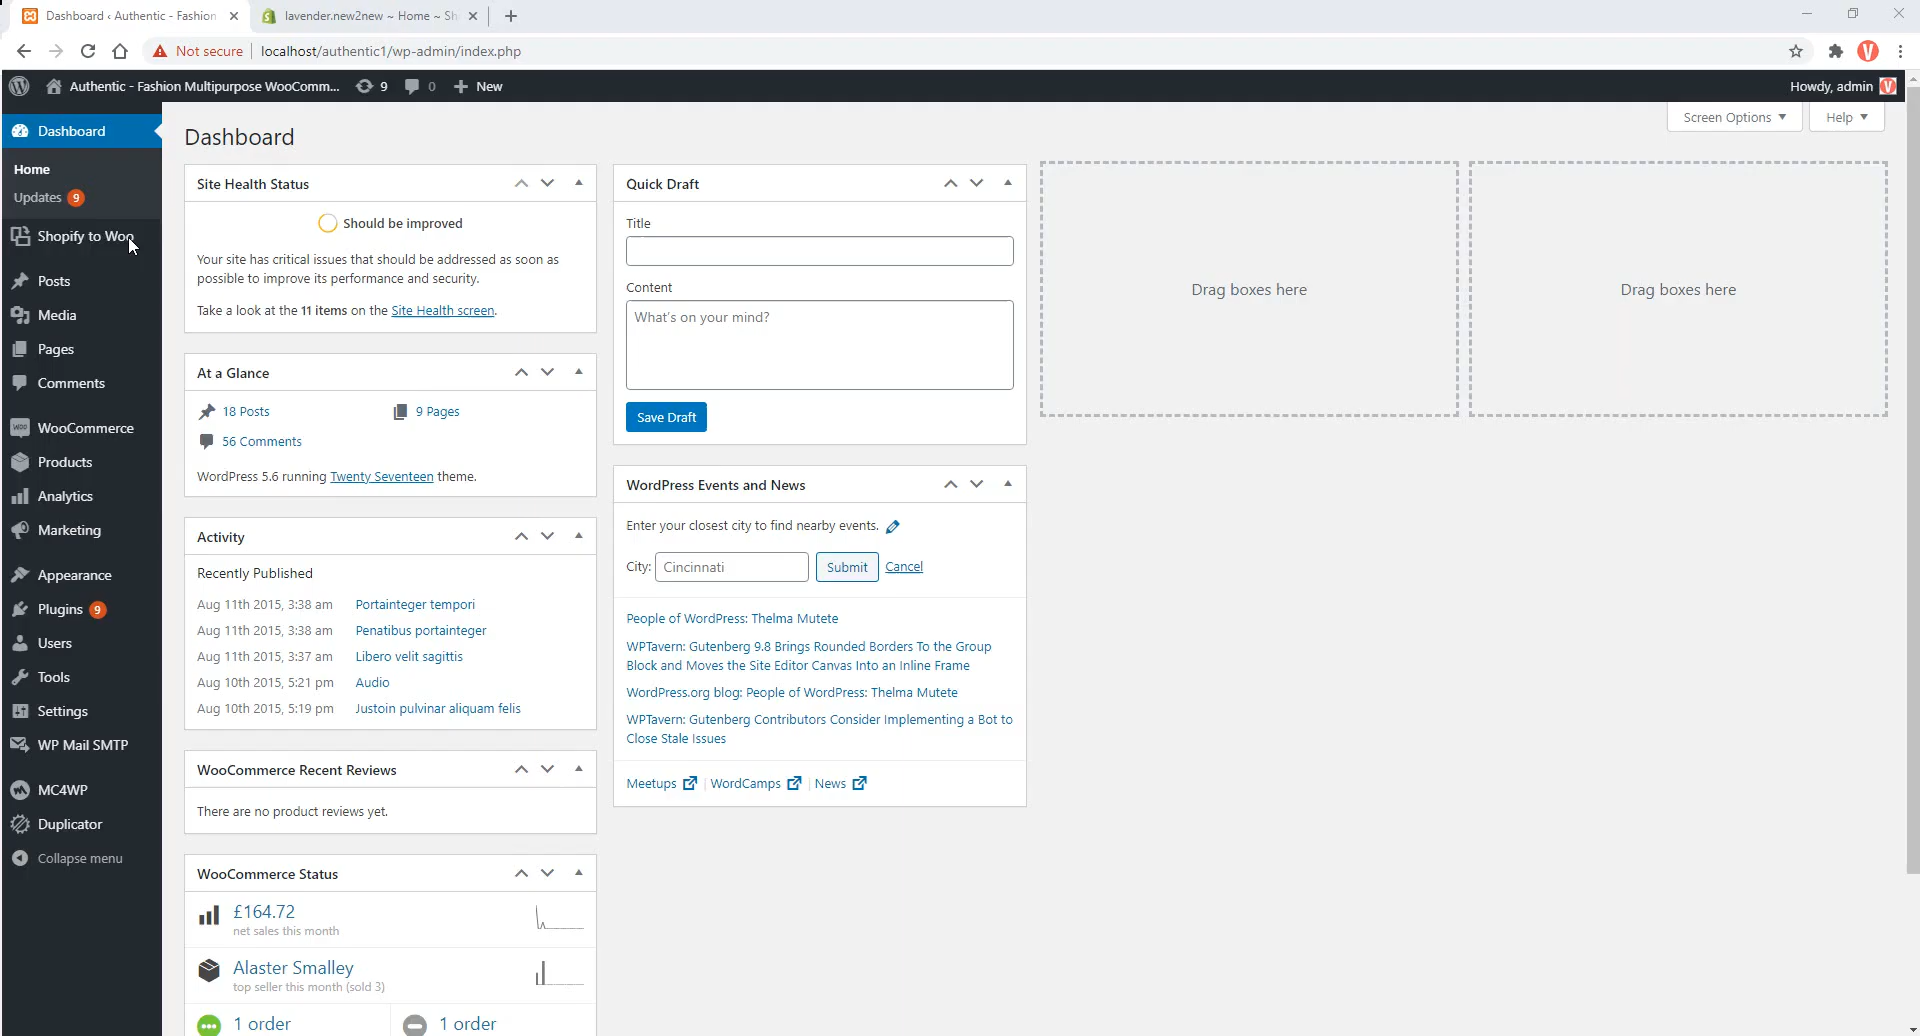 Dashboard ‹ Authentic - Fashion
lavender.new2new ~ Home ~ Sh
Not secure
localhost/authentic1/wp-admin/index.php
Authentic - Fashion Multipurpose WooComm...
9
0
New
Howdy, admin
Screen Options
Help
Dashboard
Home
Updates 9
Shopify to Woo
Posts
Media
Pages
Comments
WooCommerce
Products
Analytics
Marketing
Appearance
Plugins 9
Users
Tools
Settings
WP Mail SMTP
MC4WP
Duplicator
Collapse menu
Dashboard
Site Health Status
Should be improved
Your site has critical issues that should be addressed as soon as
possible to improve its performance and security.
Take a look at the 11 items on the Site Health screen.
At a Glance
18 Posts
9 Pages
56 Comments
WordPress 5.6 running Twenty Seventeen theme.
Activity
Recently Published
Aug 11th 2015, 3:38 am Portainteger tempori
Aug 11th 2015, 3:38 am Penatibus portainteger
Aug 11th 2015, 3:37 am Libero velit sagittis
Aug 10th 2015, 5:21 pm Audio
Aug 10th 2015, 5:19 pm Justoin pulvinar aliquam felis
WooCommerce Recent Reviews
There are no product reviews yet.
WooCommerce Status
£164.72
net sales this month
Alaster Smalley
top seller this month (sold 3)
1 order
1 order
Quick Draft
Title
Content
What's on your mind?
Save Draft
WordPress Events and News
Enter your closest city to find nearby events.
City: Cincinnati Submit Cancel
People of WordPress: Thelma Mutete
WPTavern: Gutenberg 9.8 Brings Rounded Borders To the Group
Block and Moves the Site Editor Canvas Into an Inline Frame
WordPress.org blog: People of WordPress: Thelma Mutete
WPTavern: Gutenberg Contributors Consider Implementing a Bot to
Close Stale Issues
Meetups | WordCamps | News
Drag boxes here
Drag boxes here